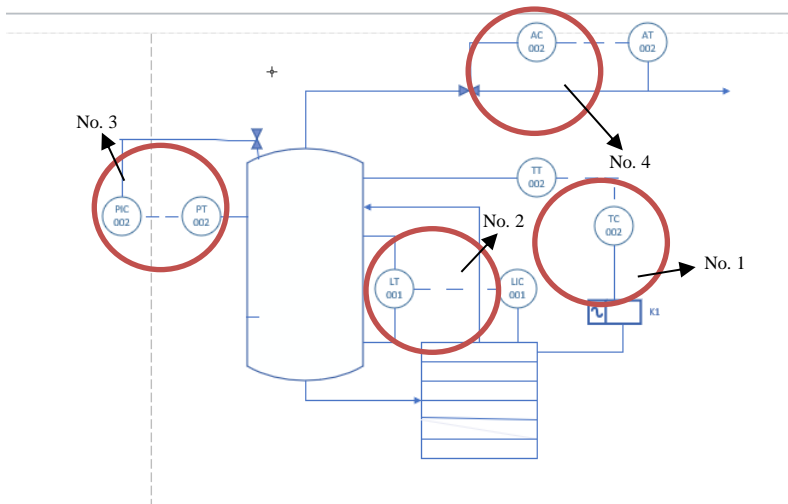 AC
002
AT
002
No. 3
No. 4
TT
002
PIC
002
PT
002
TC
002
No. 2
No. 1
LT
001
LIC
001
K1